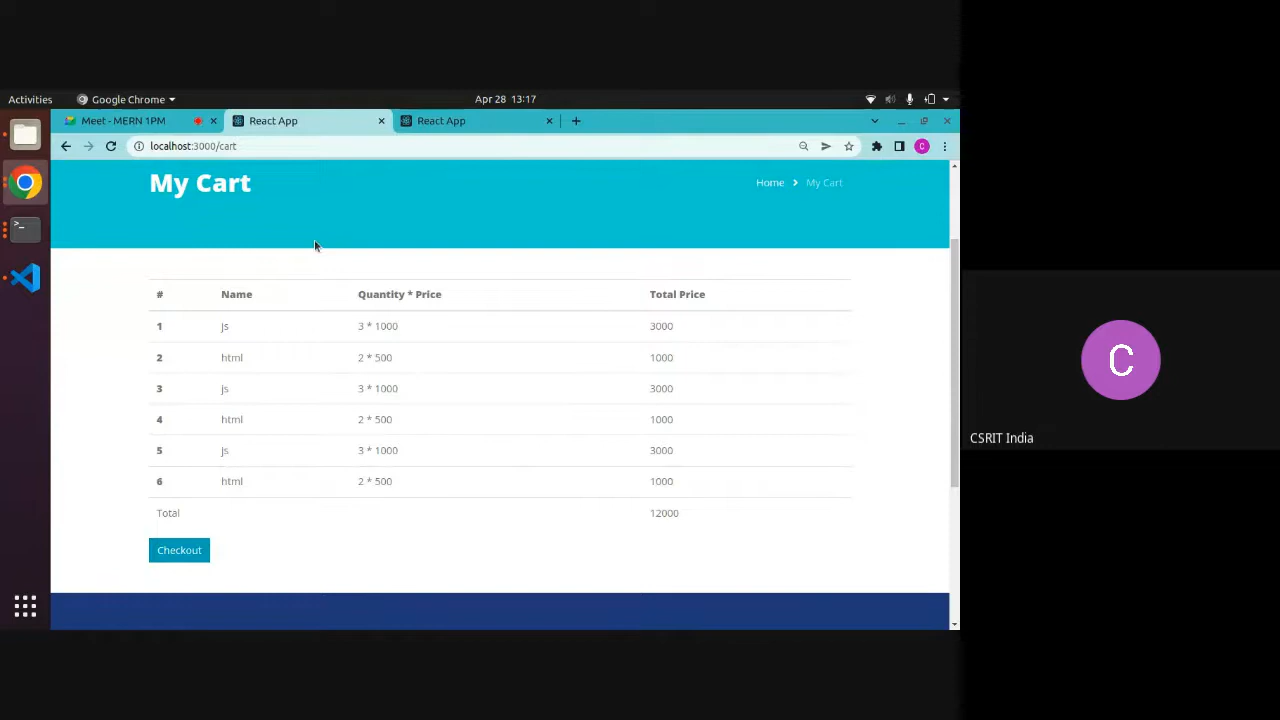 Activities Google Chrome Apr 28 13:17
Meet - MERN 1PM React App React App
localhost:3000/cart
My Cart Home My Cart
# Name Quantity * Price Total Price
1 js 3 * 1000 3000
2 html 2 * 500 1000
3 js 3 * 1000 3000
4 html 2 * 500 1000
5 js 3 * 1000 3000
6 html 2 * 500 1000
Total 12000
Checkout
C
CSRIT India